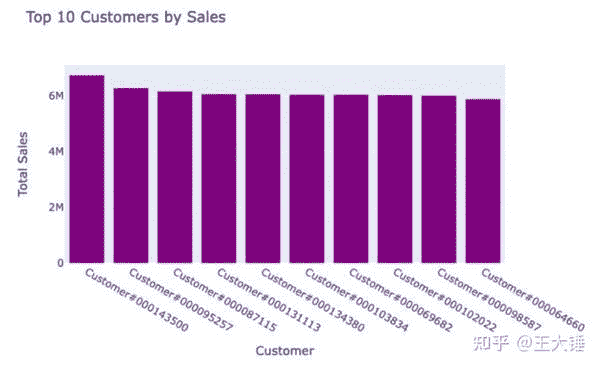 Top 10 Customers by Sales
Total Sales
6M
4M
2M
0
Customer#000143500
Customer#000095257
Customer#000087115
Customer#000131113
Customer#000134380
Customer#000103834
Customer#000069682
Customer#000102022
Customer#000098587
Customer#000064660
Customer
知乎 @王大锤